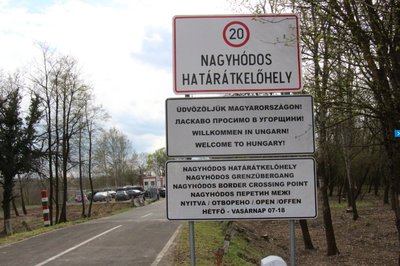 20
NAGYHÓDOS
HATÁRÁTKELŐHELY
ÜDVÖZÖLJÜK MAGYARORSZÁGON!
ЛАСКАВО ПРОСИМО В УГОРЩИНИ!
WILLKOMMEN IN UNGARN!
WELCOME TO HUNGARY!
NAGYHÓDOS HATÁRÁTKELŐHELY
NAGYHÓDOS GRENZÜBERGANG
NAGYHÓDOS BORDER CROSSING POINT
NAGYHÓDOS ПЕРЕТИН МЕЖІ
NYITVA / ОТВОРЕНО / OPEN /OFFEN
HÉTFŐ - VASÁRNAP 07-18